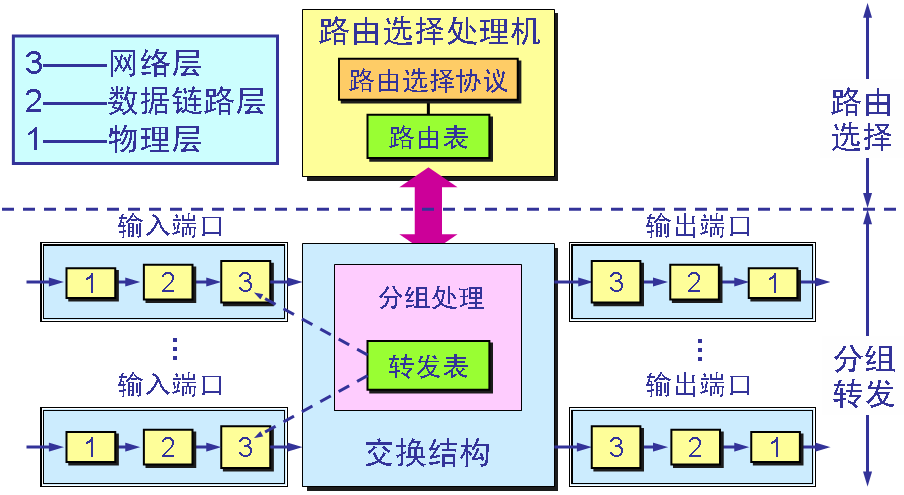 路由选择处理机
3——网络层
2——数据链路层
1——物理层
路由选择协议
路由表
路由
选择
输入端口
输出端口
1
2
3
3
2
1
分组处理
转发表
输入端口
输出端口
分组
转发
1
2
3
3
2
1
交换结构